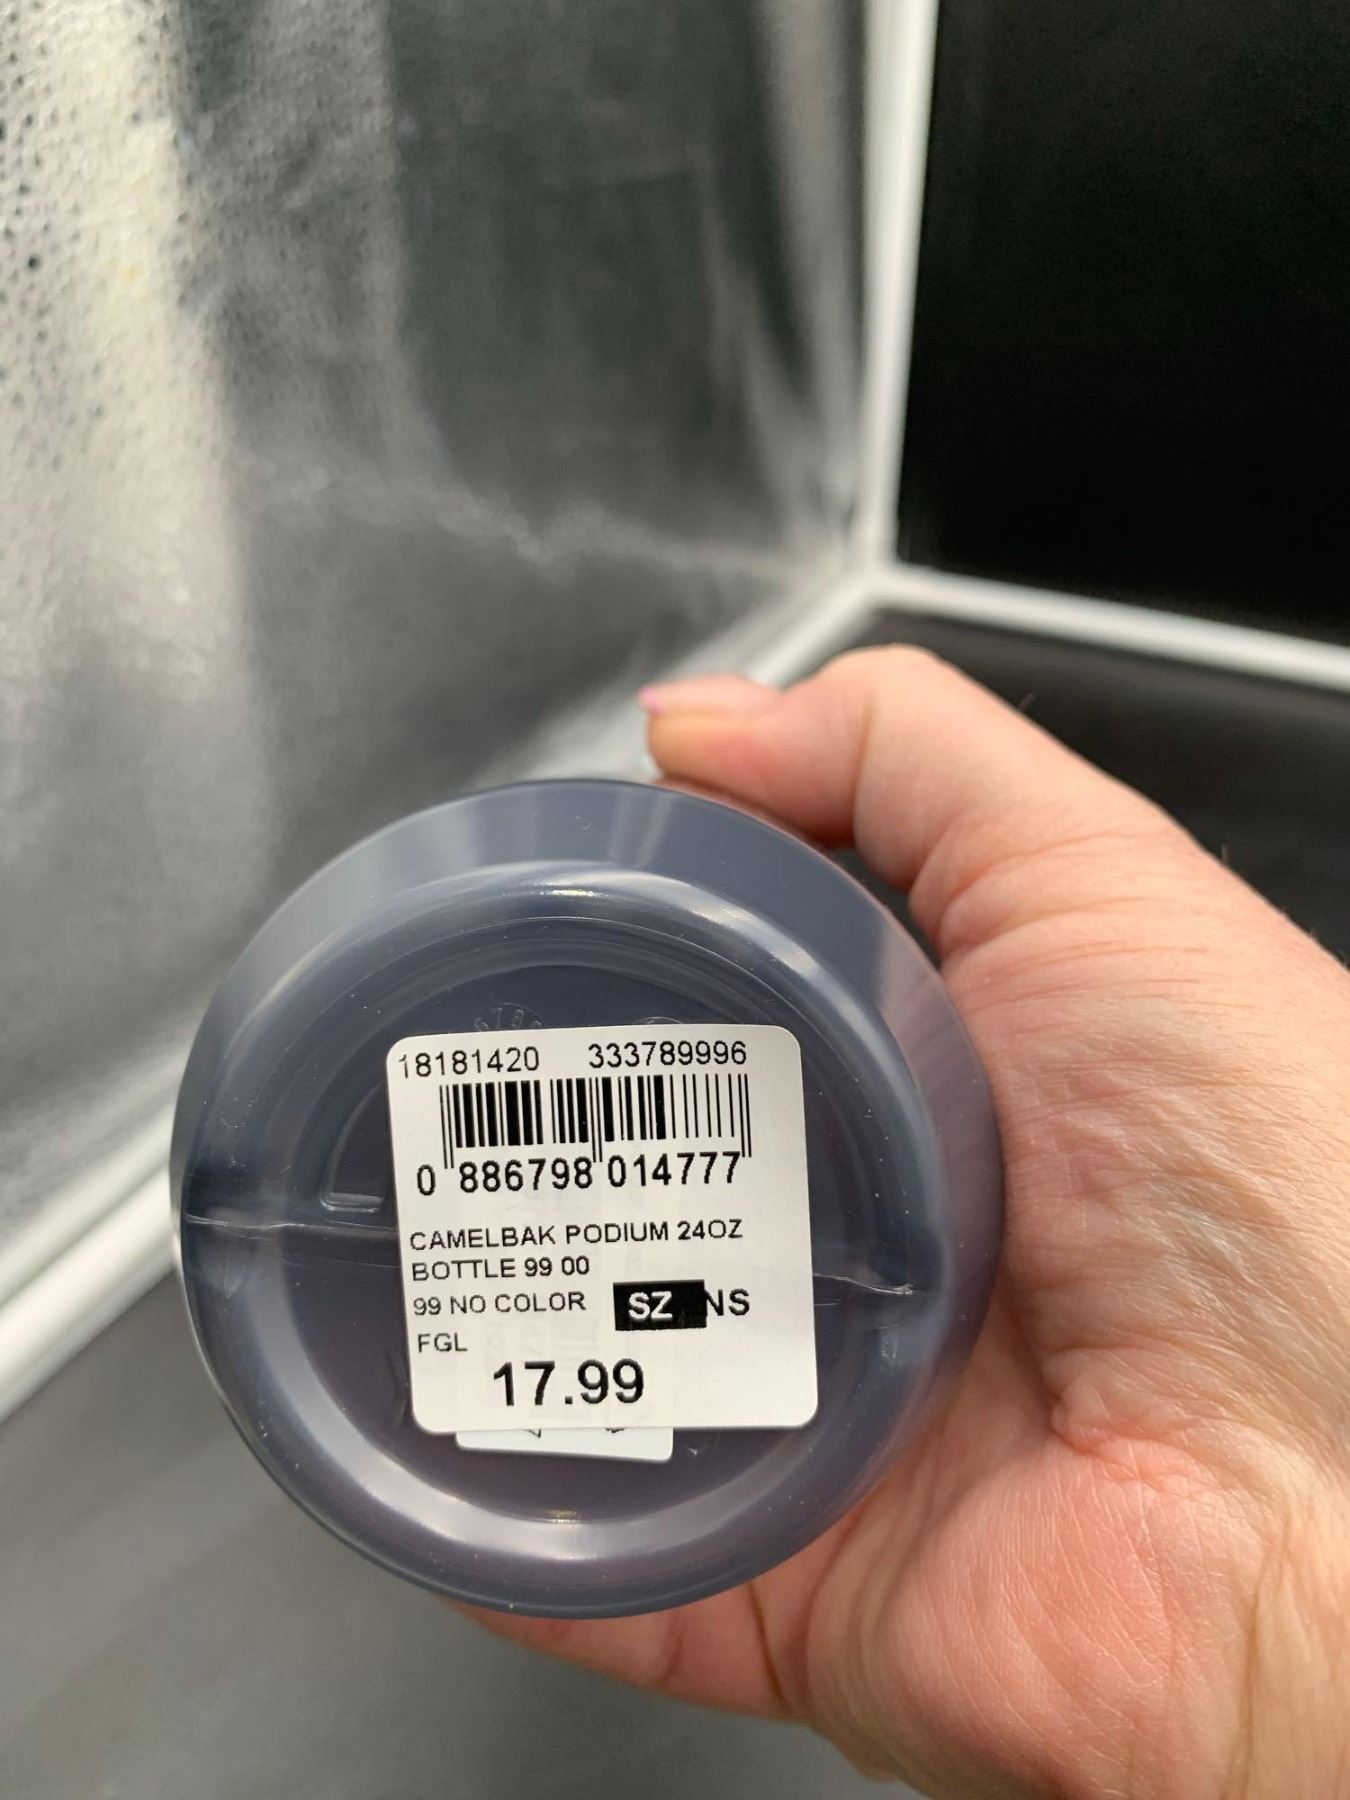 18181420 333789996
0 886798 014777
CAMELBAK PODIUM 24OZ
BOTTLE 99 00
99 NO COLOR SZ NS
FGL
17.99